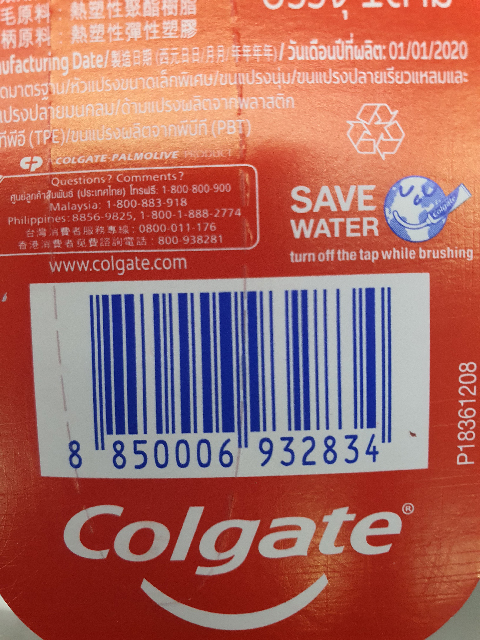 毛原料 熱塑性聚酯樹脂
柄原料 熱塑性彈性塑膠
nufacturing Date/製造日期 (西元日日/月月/年年年年) / วันเดือนปีที่ผลิต: 01/01/2020
ดมาตรฐาน/หัวแปรงขนาดเล็กพิเศษ/ขนแปรงนุ่ม/ขนแปรงปลายเรียวแหลมและ
แปรงปลายมนกลม/ด้ามแปรงผลิตจากพลาสติก
ทีพีอี (TPE)/ขนแปรงผลิตจากพีบีที (PBT)
CP COLGATE-PALMOLIVE PRODUCT
Questions? Comments?
ศูนย์ลูกค้าสัมพันธ์ (ประเทศไทย) โทรฟรี: 1-800-800-900
Malaysia: 1-800-883-918
Philippines: 8856-9825, 1-800-1-888-2774
台灣消費者服務專線 : 0800-011-176
香港消費者免費諮詢電話 : 800-938281
www.colgate.com
SAVE
WATER
Colgate
turn off the tap while brushing
8 850006 932834
P18361208
Colgate®